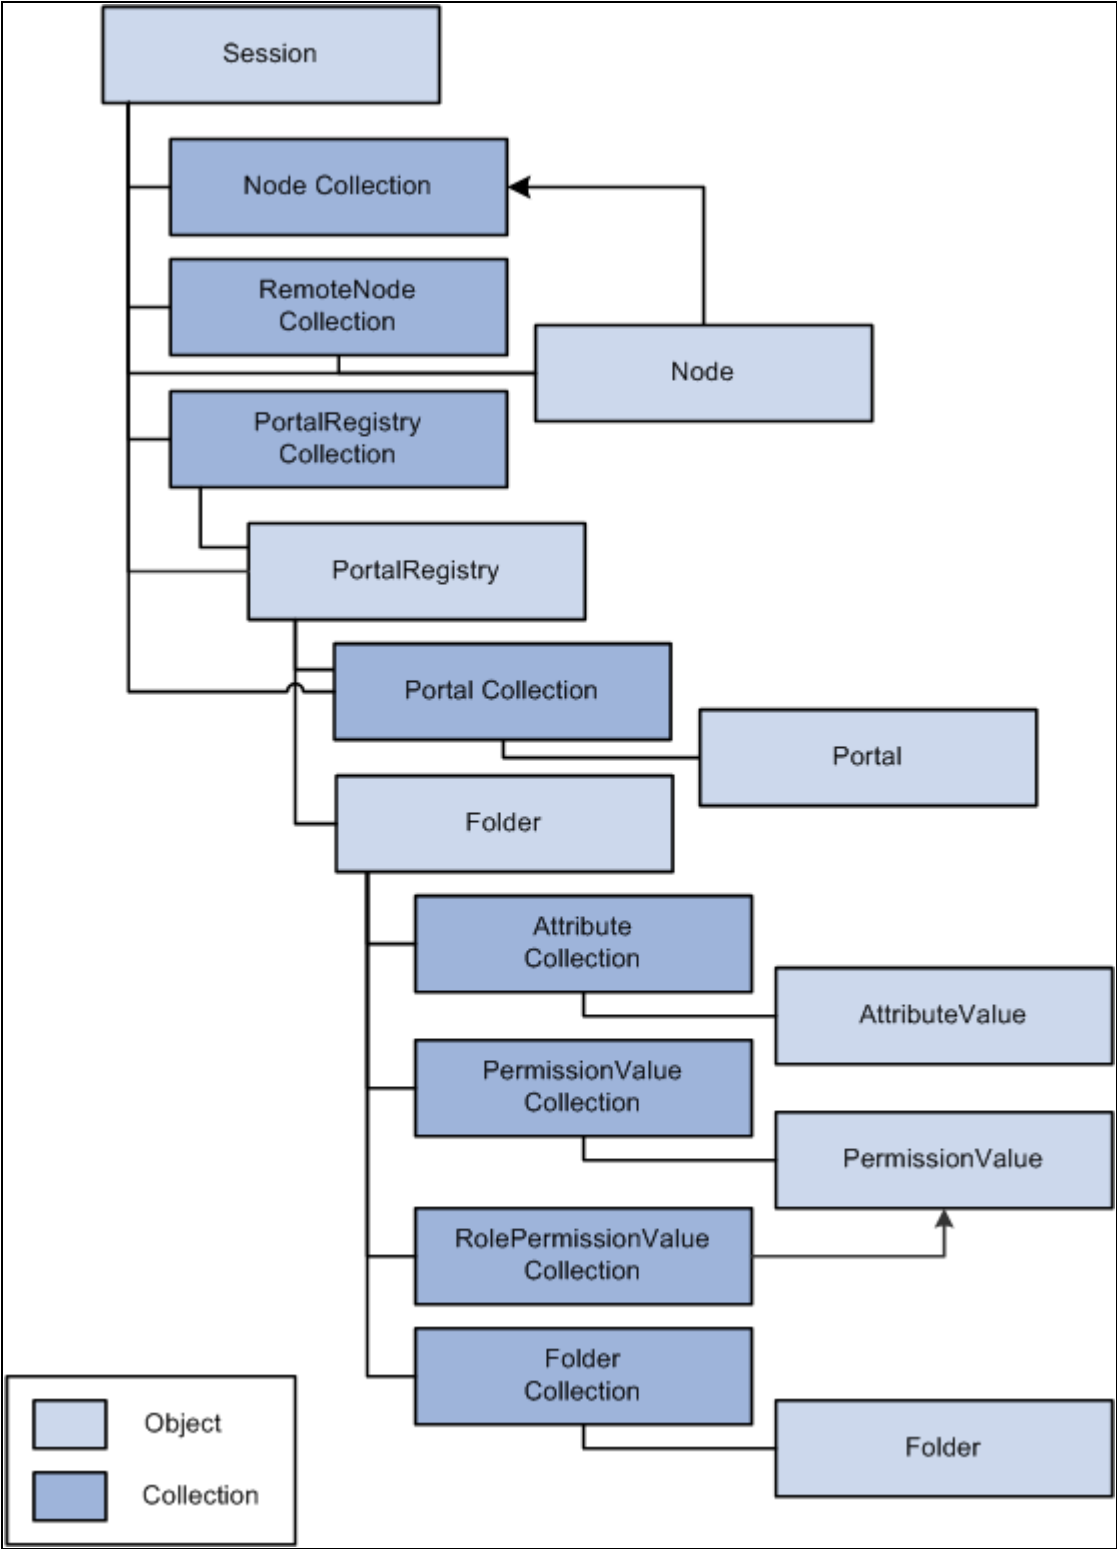 Session
Node Collection
RemoteNode
Collection
Node
PortalRegistry
Collection
PortalRegistry
Portal Collection
Portal
Folder
Attribute
Collection
AttributeValue
PermissionValue
Collection
PermissionValue
RolePermissionValue
Collection
Folder
Collection
Folder
Object
Collection